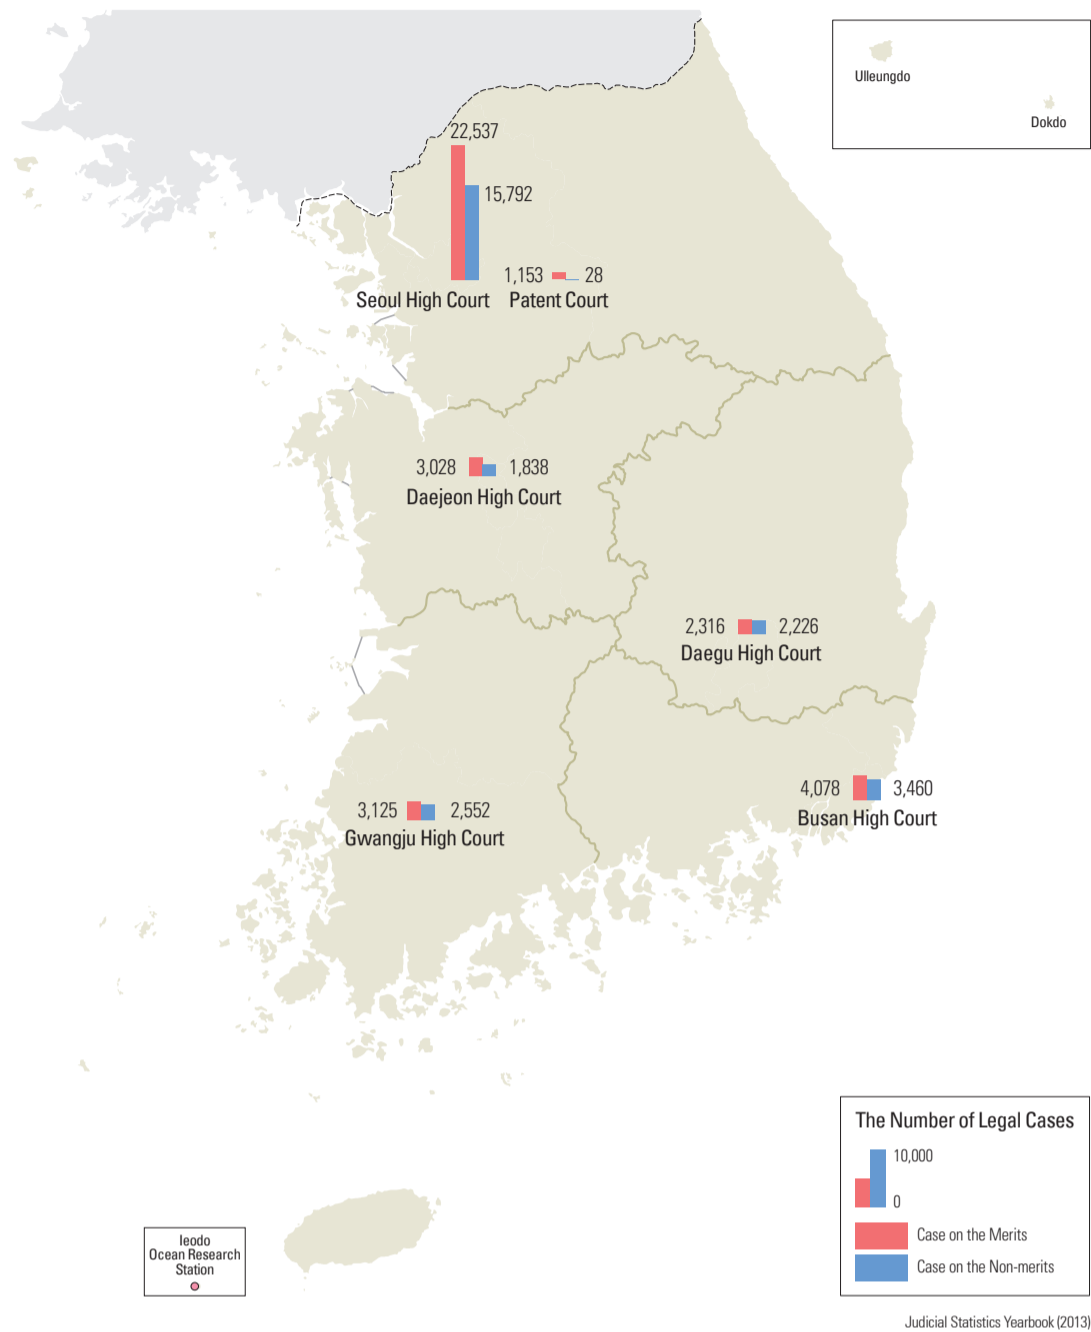 Ulleungdo
Dokdo
22,537
15,792
Seoul High Court
1,153
28
Patent Court
3,028
1,838
Daejeon High Court
2,316
2,226
Daegu High Court
4,078
3,460
Busan High Court
3,125
2,552
Gwangju High Court
The Number of Legal Cases
10,000
0
Case on the Merits
Case on the Non-merits
Ieodo
Ocean Research
Station
Judicial Statistics Yearbook (2013)